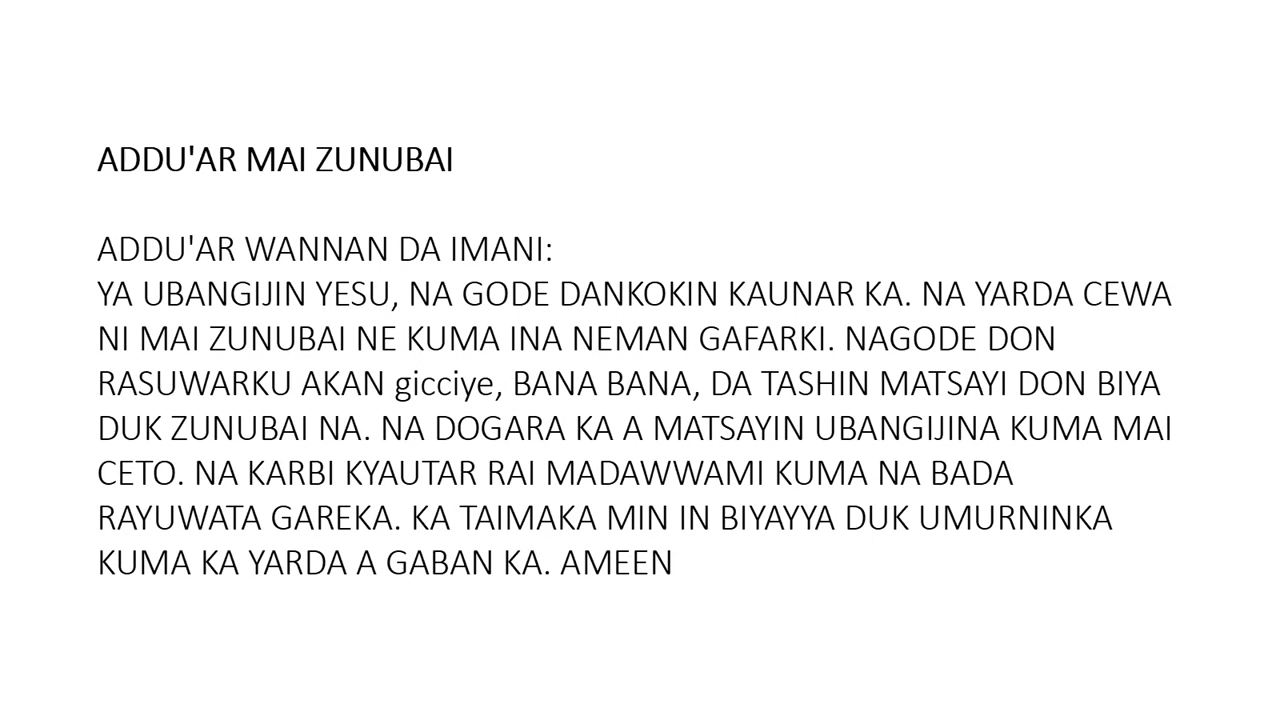 ADDU'AR MAI ZUNUBAI
ADDU'AR WANNAN DA IMANI:
YA UBANGIJIN YESU, NA GODE DANKOKIN KAUNAR KA. NA YARDA CEWA
NI MAI ZUNUBAI NE KUMA INA NEMAN GAFARKI. NAGODE DON
RASUWARKU AKAN gicciye, BANA BANA, DA TASHIN MATSAYI DON BIYA
DUK ZUNUBAI NA. NA DOGARA KA A MATSAYIN UBANGIJINA KUMA MAI
CETO. NA KARBI KYAUTAR RAI MADAWWAMI KUMA NA BADA
RAYUWATA GAREKA. KA TAIMAKA MIN IN BIYAYYA DUK UMURNINKA
KUMA KA YARDA A GABAN KA. AMEEN